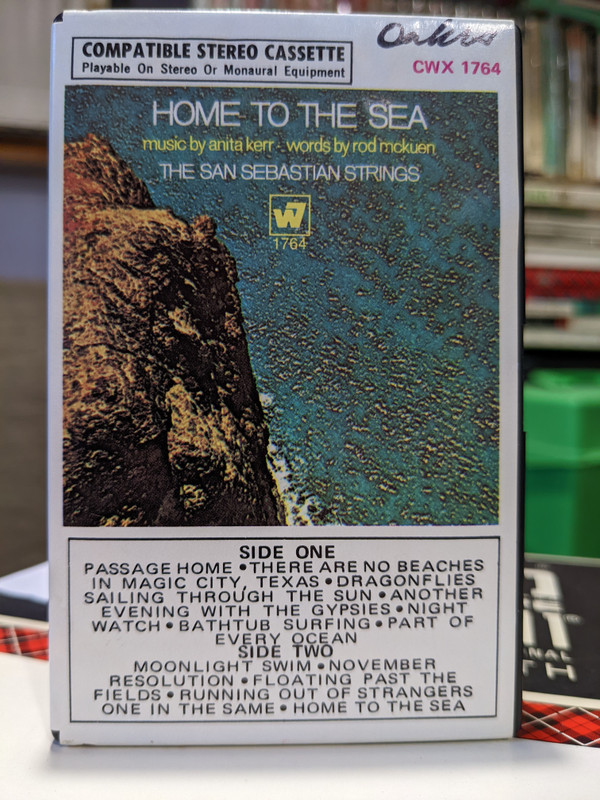 COMPATIBLE STEREO CASSETTE
Playable On Stereo Or Monaural Equipment
CWX 1764
HOME TO THE SEA
music by anita kerr - words by rod mckuen
THE SAN SEBASTIAN STRINGS
W7
1764
SIDE ONE
PASSAGE HOME • THERE ARE NO BEACHES
IN MAGIC CITY, TEXAS • DRAGONFLIES
SAILING THROUGH THE SUN • ANOTHER
EVENING WITH THE GYPSIES • NIGHT
WATCH • BATHTUB SURFING • PART OF
EVERY OCEAN
SIDE TWO
MOONLIGHT SWIM • NOVEMBER
RESOLUTION • FLOATING PAST THE
FIELDS • RUNNING OUT OF STRANGERS
ONE IN THE SAME • HOME TO THE SEA